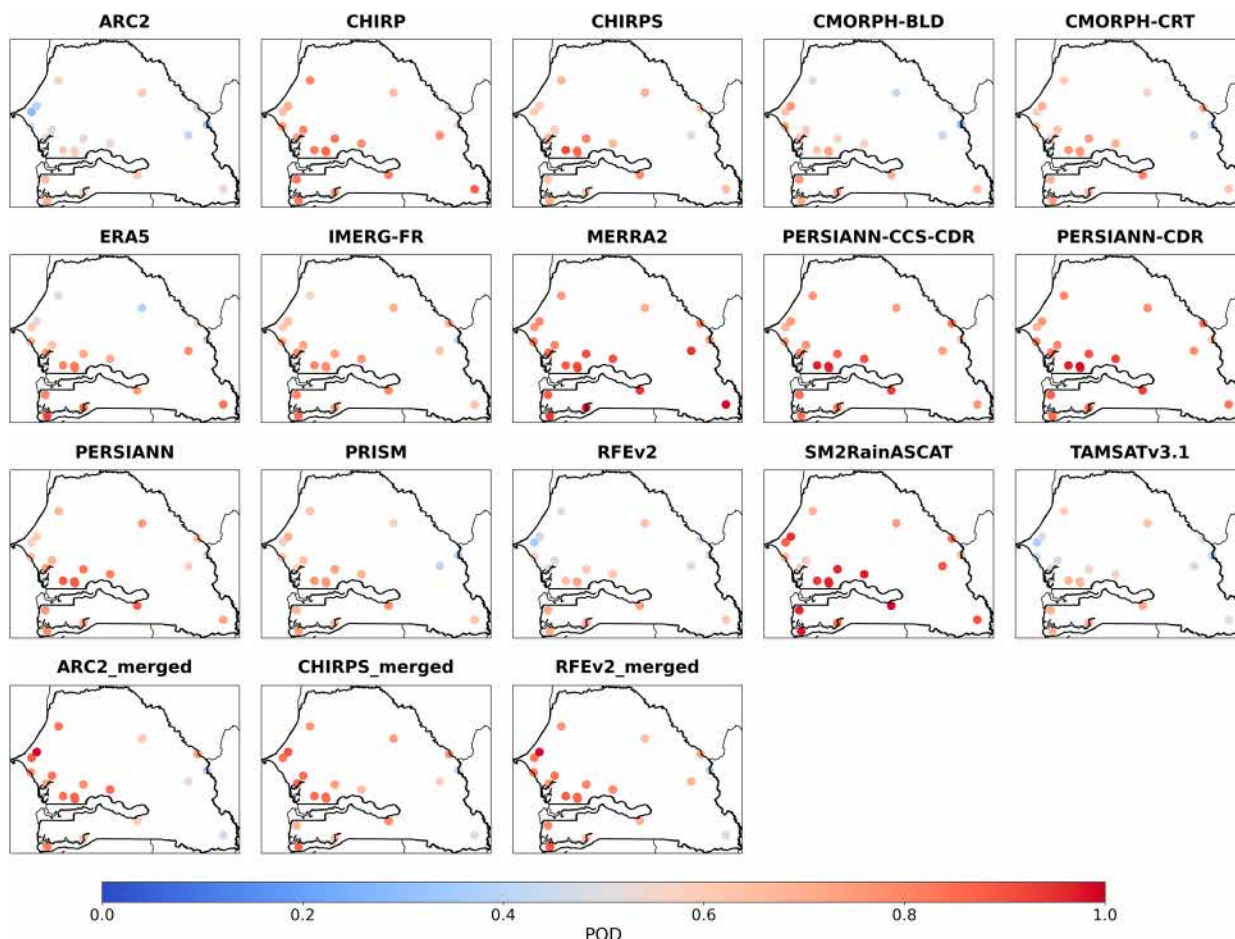 ARC2 CHIRP CHIRPS CMORPH-BLD CMORPH-CRT
ERA5 IMERG-FR MERRA2 PERSIANN-CCS-CDR PERSIANN-CDR
PERSIANN PRISM RFEv2 SM2RainASCAT TAMSATv3.1
ARC2_merged CHIRPS_merged RFEv2_merged
0.0 0.2 0.4 0.6 0.8 1.0
POD